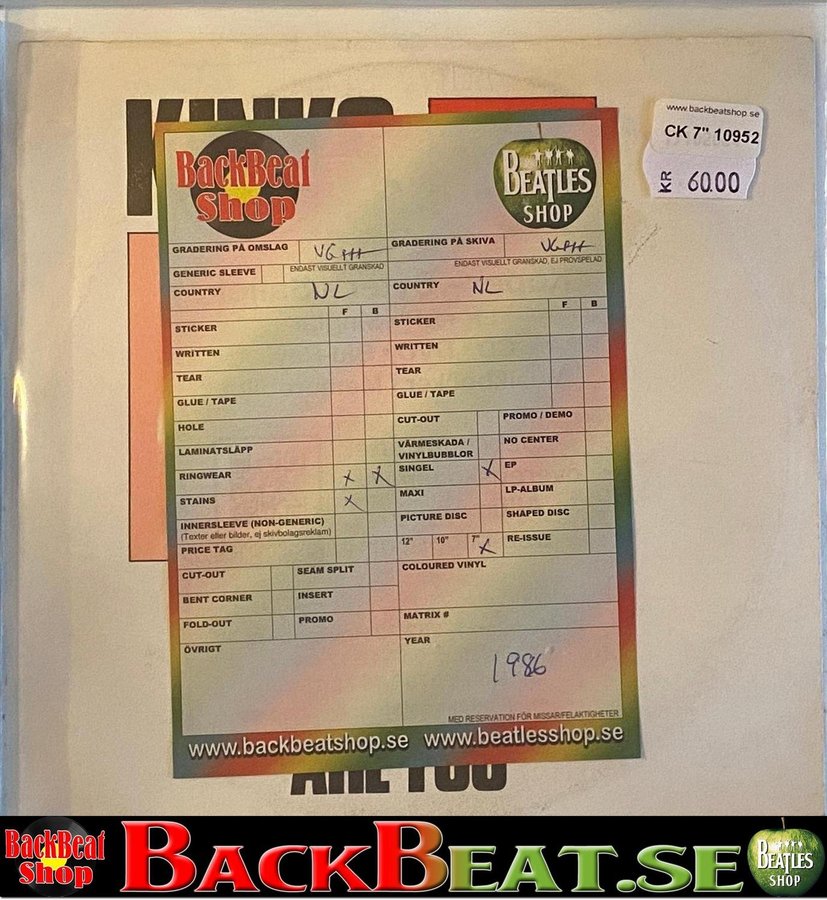 KINKS
www.backbeatshop.se
CK 7" 10952
KR 60.00
BackBeat
Shop
BEATLES
SHOP
GRADERING PÅ OMSLAG VG++
GENERIC SLEEVE ENDAST VISUELLT GRANSKAD
COUNTRY NL
F B
STICKER
WRITTEN
TEAR
GLUE / TAPE
HOLE
LAMINATSLÄPP
RINGWEAR X X
STAINS X
INNERSLEEVE (NON-GENERIC)
(Texter eller bilder, ej skivbolagsreklam)
PRICE TAG
CUT-OUT SEAM SPLIT
BENT CORNER INSERT
FOLD-OUT PROMO
ÖVRIGT
GRADERING PÅ SKIVA VG++
ENDAST VISUELLT GRANSKAD, EJ PROVSPELAD
COUNTRY NL
F B
STICKER
WRITTEN
TEAR
GLUE / TAPE
CUT-OUT PROMO / DEMO
VÄRMESKADA /
VINYLBUBBLOR NO CENTER
SINGEL X EP
MAXI LP-ALBUM
PICTURE DISC SHAPED DISC
12" 10" 7" X RE-ISSUE
COLOURED VINYL
MATRIX #
YEAR
1986
MED RESERVATION FÖR MISSAR/FELAKTIGHETER
www.backbeatshop.se www.beatlesshop.se
ARE YOU
BackBeat
Shop
BACKBEAT.SE
BEATLES
SHOP